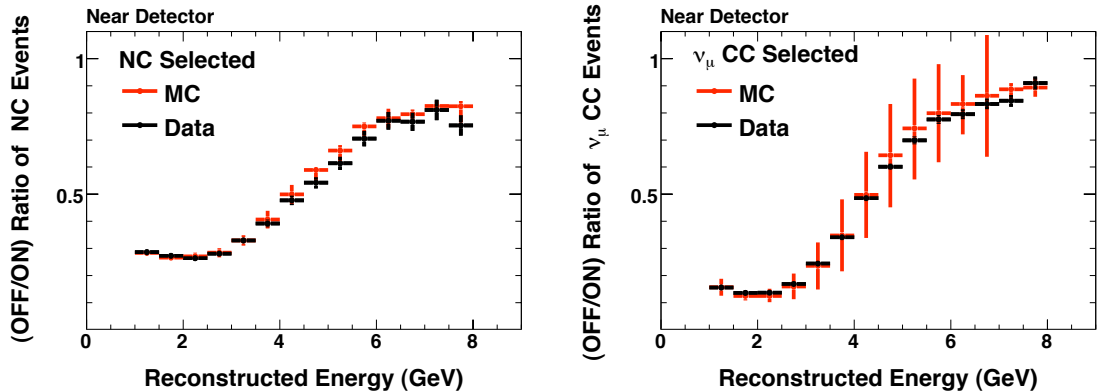 Near Detector
(OFF/ON) Ratio of NC Events
1
0.5
NC Selected
MC
Data
0 2 4 6 8
Reconstructed Energy (GeV)
Near Detector
(OFF/ON) Ratio of ν_μ CC Events
1
0.5
ν_μ CC Selected
MC
Data
0 2 4 6 8
Reconstructed Energy (GeV)